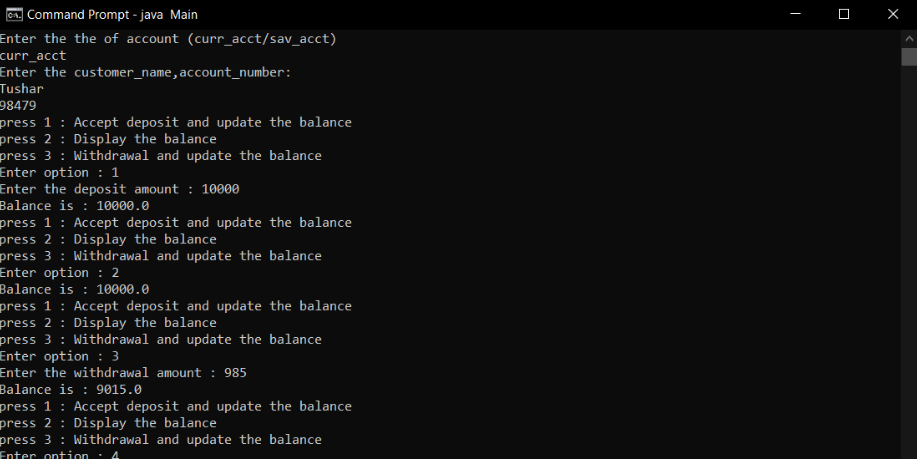 Command Prompt - java  Main
Enter the the of account (curr_acct/sav_acct)
curr_acct
Enter the customer_name,account_number:
Tushar
98479
press 1 : Accept deposit and update the balance
press 2 : Display the balance
press 3 : Withdrawal and update the balance
Enter option : 1
Enter the deposit amount : 10000
Balance is : 10000.0
press 1 : Accept deposit and update the balance
press 2 : Display the balance
press 3 : Withdrawal and update the balance
Enter option : 2
Balance is : 10000.0
press 1 : Accept deposit and update the balance
press 2 : Display the balance
press 3 : Withdrawal and update the balance
Enter option : 3
Enter the withdrawal amount : 985
Balance is : 9015.0
press 1 : Accept deposit and update the balance
press 2 : Display the balance
press 3 : Withdrawal and update the balance
Enter option : 4